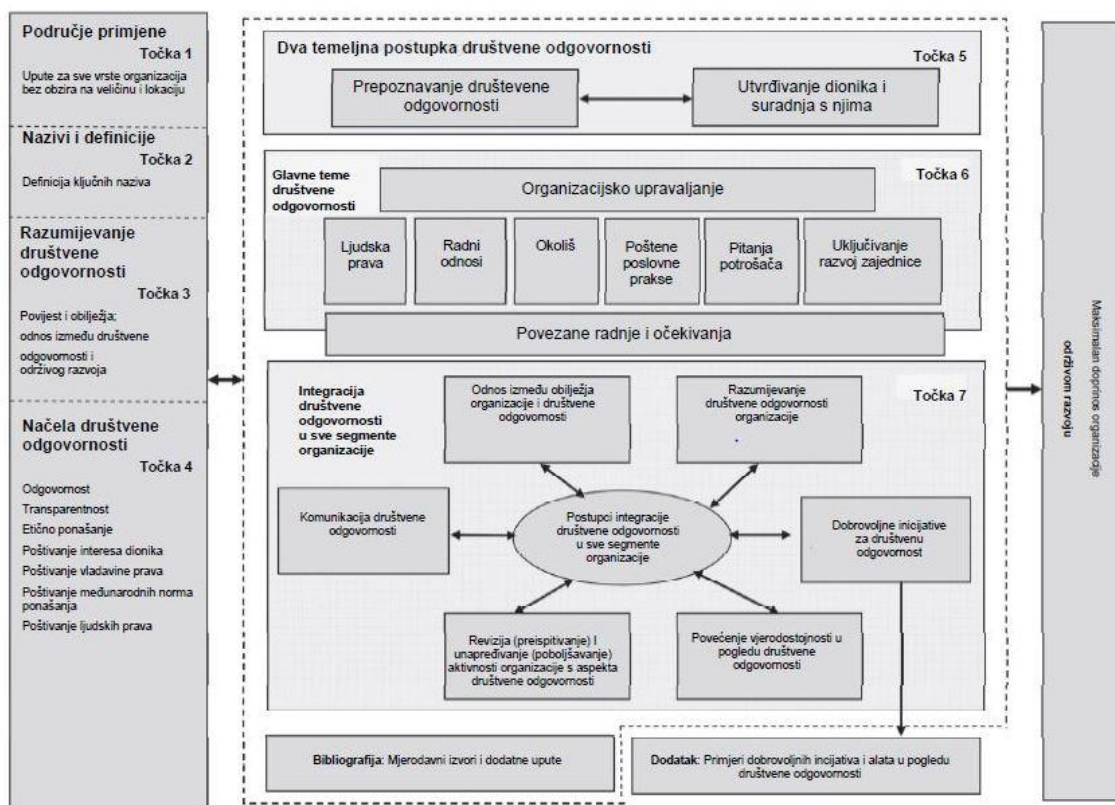 Područje primjene
Točka 1
Upute za sve vrste organizacija
bez obzira na veličinu i lokaciju
Nazivi i definicije
Točka 2
Definicija ključnih naziva
Razumijevanje
društvene
odgovornosti
Točka 3
Povijest i obilježja;
odnos između društvene
odgovornosti i
održivog razvoja
Načela društvene
odgovornosti
Točka 4
Odgovornost
Transparentnost
Etično ponašanje
Poštivanje interesa dionika
Poštivanje vladavine prava
Poštivanje međunarodnih norma
ponašanja
Poštivanje ljudskih prava
Dva temeljna postupka društvene odgovornosti
Točka 5
Prepoznavanje društevene
odgovornosti
Utvrđivanje dionika i
suradnja s njima
Glavne teme
društvene
odgovornosti
Točka 6
Organizacijsko upravaljanje
Ljudska
prava
Radni
odnosi
Okoliš
Poštene
poslovne
prakse
Pitanja
potrošača
Uključivanje
razvoj zajednice
Povezane radnje i očekivanja
Integracija
društvene
odgovornosti
u sve segmente
organizacije
Točka 7
Odnos između obilježja
organizacije i društvene
odgovornosti
Razumijevanje
društvene odgovornosti
organizacije
Komunikacija društvene
odgovornosti
Postupci integracije
društvene odgovornosti
u sve segmente
organizacije
Dobrovoljne inicijative
za društvenu
odgovornost
Revizija (preispitivanje) I
unapređivanje (poboljšavanje)
aktivnosti organizacije s aspekta
društvene odgovornosti
Povećenje vjerodostojnosti u
pogledu društvene
odgovornosti
Bibliografija: Mjerodavni izvori i dodatne upute
Dodatak: Primjeri dobrovoljnih incijativa i alata u pogledu
društvene odgovornosti
Maksimalan doprinos organizacije
održivom razvoju